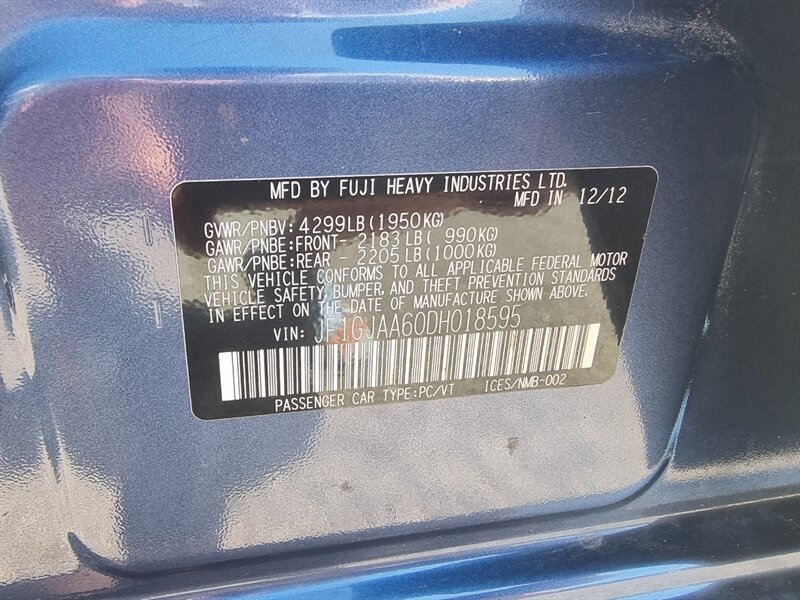 MFD BY FUJI HEAVY INDUSTRIES LTD.
MFD IN 12/12
GVWR/PNBV: 4299LB(1950KG)
GAWR/PNBE:FRONT- 2183LB( 990KG)
GAWR/PNBE:REAR - 2205LB(1000KG)
THIS VEHICLE CONFORMS TO ALL APPLICABLE FEDERAL MOTOR
VEHICLE SAFETY, BUMPER, AND THEFT PREVENTION STANDARDS
IN EFFECT ON THE DATE OF MANUFACTURE SHOWN ABOVE.
VIN: JF1GJAA60DH018595
PASSENGER CAR TYPE:PC/VT ICES/NMB-002